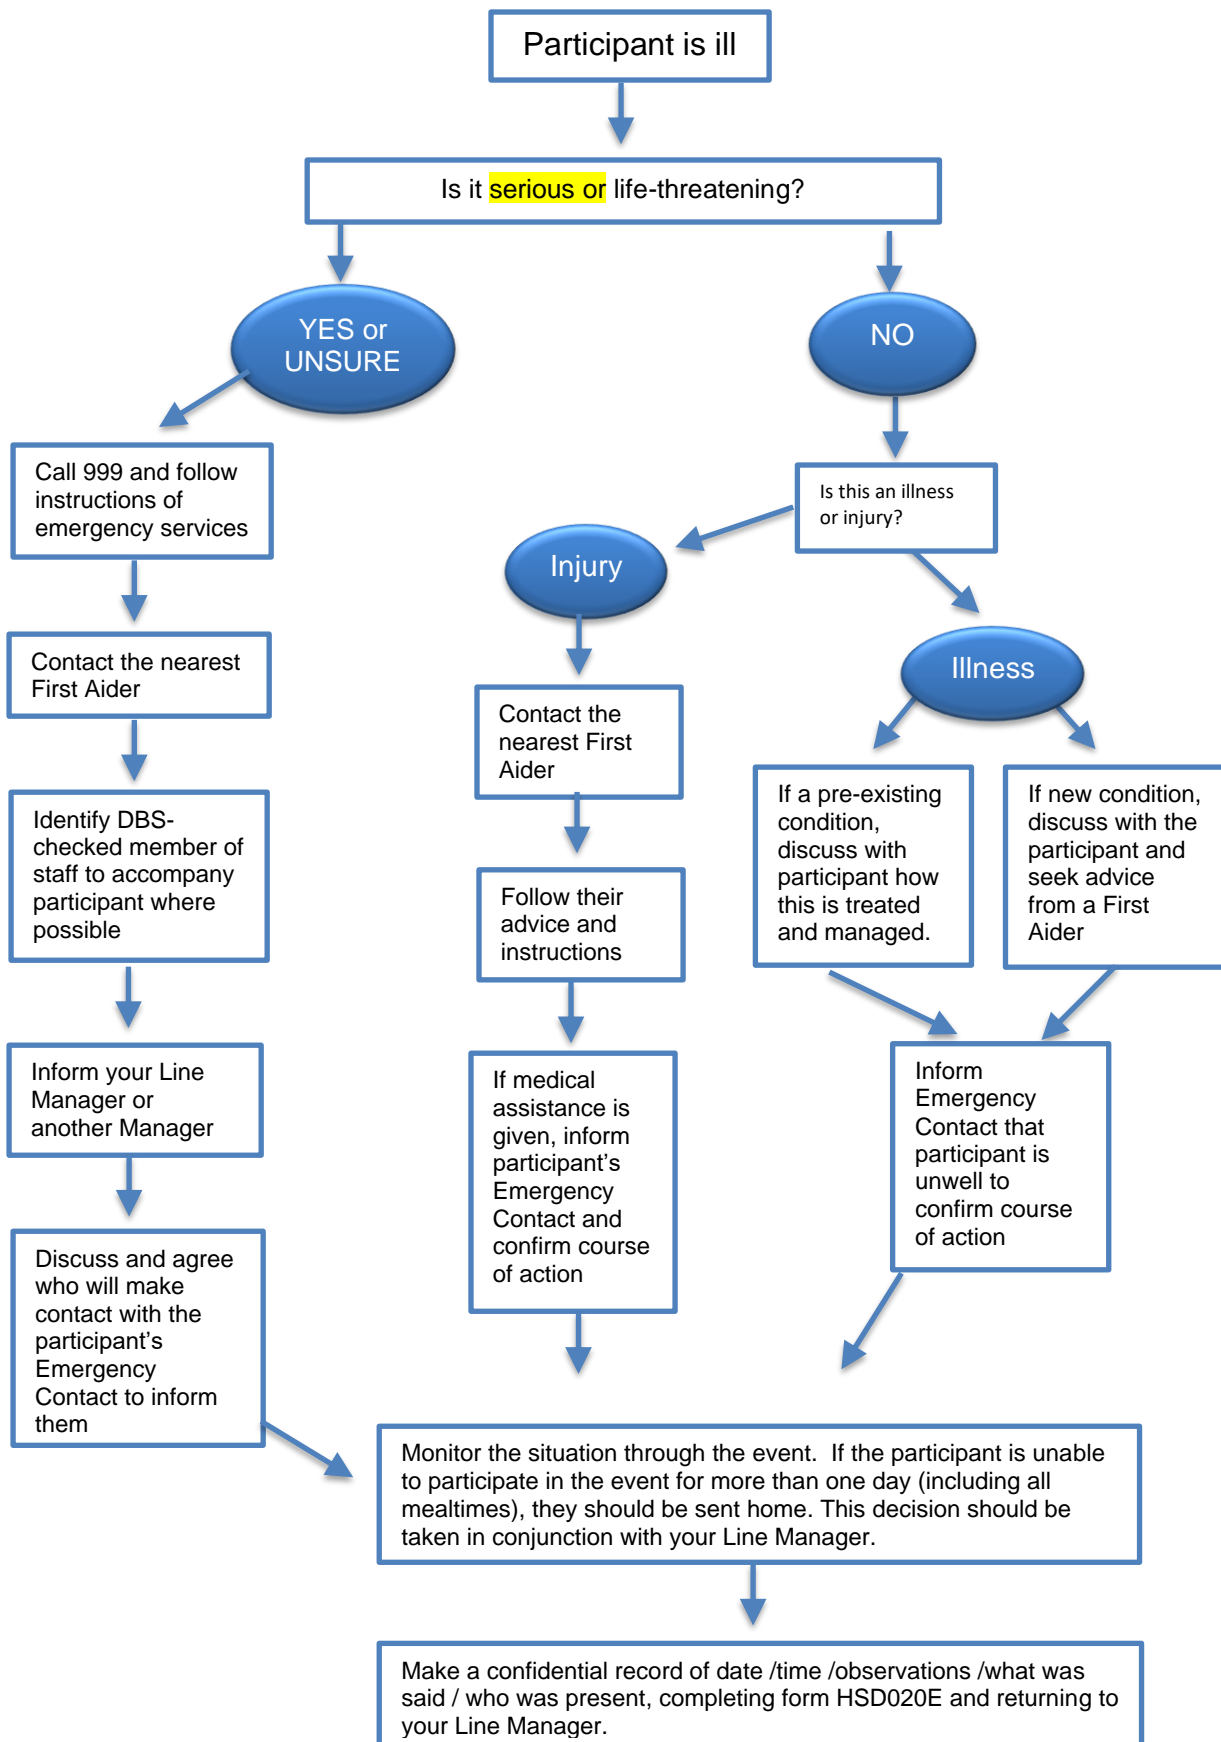 Participant is ill
Is it serious or life-threatening?
YES or
UNSURE
NO
Call 999 and follow
instructions of
emergency services
Is this an illness
or injury?
Injury
Illness
Contact the nearest
First Aider
Contact the
nearest First
Aider
If a pre-existing
condition,
discuss with
participant how
this is treated
and managed.
If new condition,
discuss with the
participant and
seek advice
from a First
Aider
Identify DBS-
checked member of
staff to accompany
participant where
possible
Follow their
advice and
instructions
Inform your Line
Manager or
another Manager
If medical
assistance is
given, inform
participant’s
Emergency
Contact and
confirm course
of action
Inform
Emergency
Contact that
participant is
unwell to
confirm course
of action
Discuss and agree
who will make
contact with the
participant’s
Emergency
Contact to inform
them
Monitor the situation through the event.  If the participant is unable
to participate in the event for more than one day (including all
mealtimes), they should be sent home. This decision should be
taken in conjunction with your Line Manager.
Make a confidential record of date /time /observations /what was
said / who was present, completing form HSD020E and returning to
your Line Manager.